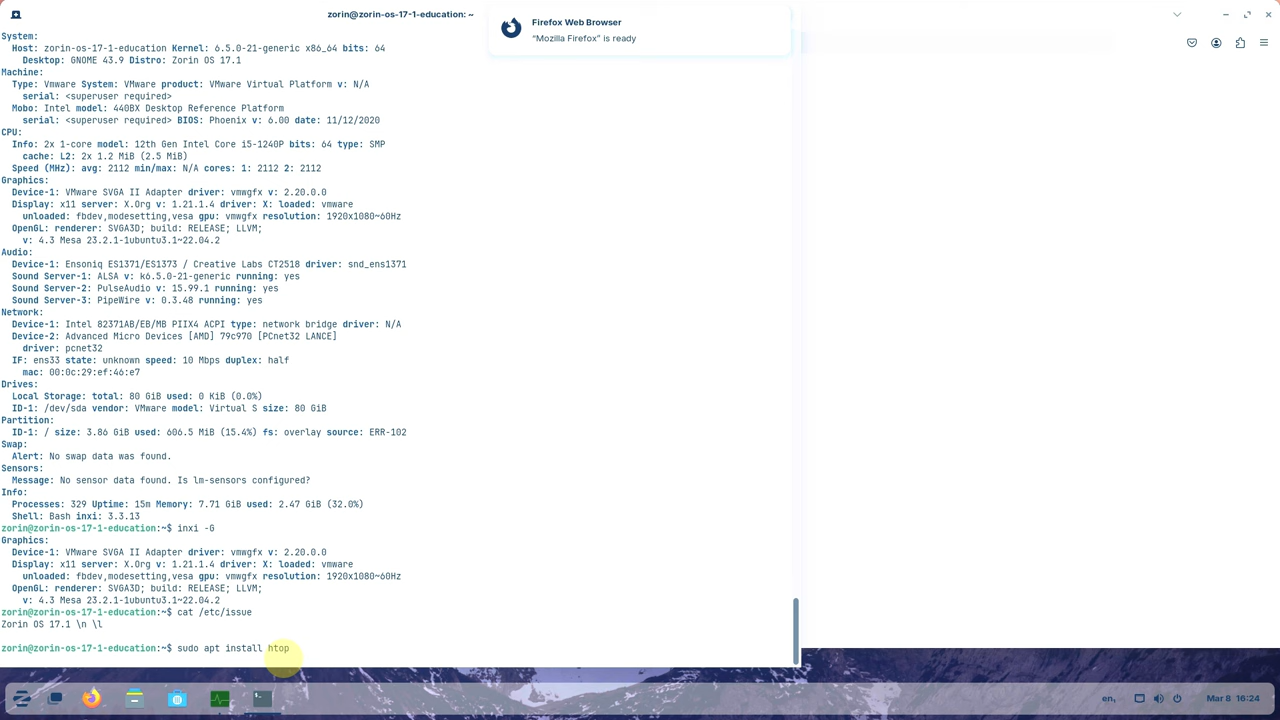 zorin@zorin-os-17-1-education: ~
Firefox Web Browser
“Mozilla Firefox” is ready
System:
Host: zorin-os-17-1-education Kernel: 6.5.0-21-generic x86_64 bits: 64
Desktop: GNOME 43.9 Distro: Zorin OS 17.1
Machine:
Type: Vmware System: VMware product: VMware Virtual Platform v: N/A
serial: <superuser required>
Mobo: Intel model: 440BX Desktop Reference Platform
serial: <superuser required> BIOS: Phoenix v: 6.00 date: 11/12/2020
CPU:
Info: 2x 1-core model: 12th Gen Intel Core i5-1240P bits: 64 type: SMP
cache: L2: 2x 1.2 MiB (2.5 MiB)
Speed (MHz): avg: 2112 min/max: N/A cores: 1: 2112 2: 2112
Graphics:
Device-1: VMware SVGA II Adapter driver: vmwgfx v: 2.20.0.0
Display: x11 server: X.Org v: 1.21.1.4 driver: X: loaded: vmware
unloaded: fbdev,modesetting,vesa gpu: vmwgfx resolution: 1920x1080~60Hz
OpenGL: renderer: SVGA3D; build: RELEASE; LLVM;
v: 4.3 Mesa 23.2.1-1ubuntu3.1~22.04.2
Audio:
Device-1: Ensoniq ES1371/ES1373 / Creative Labs CT2518 driver: snd_ens1371
Sound Server-1: ALSA v: k6.5.0-21-generic running: yes
Sound Server-2: PulseAudio v: 15.99.1 running: yes
Sound Server-3: PipeWire v: 0.3.48 running: yes
Network:
Device-1: Intel 82371AB/EB/MB PIIX4 ACPI type: network bridge driver: N/A
Device-2: Advanced Micro Devices [AMD] 79c970 [PCnet32 LANCE]
driver: pcnet32
IF: ens33 state: unknown speed: 10 Mbps duplex: half
mac: 00:0c:29:ef:46:e7
Drives:
Local Storage: total: 80 GiB used: 0 KiB (0.0%)
ID-1: /dev/sda vendor: VMware model: Virtual S size: 80 GiB
Partition:
ID-1: / size: 3.86 GiB used: 606.5 MiB (15.4%) fs: overlay source: ERR-102
Swap:
Alert: No swap data was found.
Sensors:
Message: No sensor data found. Is lm-sensors configured?
Info:
Processes: 329 Uptime: 15m Memory: 7.71 GiB used: 2.47 GiB (32.0%)
Shell: Bash inxi: 3.3.13
zorin@zorin-os-17-1-education:~$ inxi -G
Graphics:
Device-1: VMware SVGA II Adapter driver: vmwgfx v: 2.20.0.0
Display: x11 server: X.Org v: 1.21.1.4 driver: X: loaded: vmware
unloaded: fbdev,modesetting,vesa gpu: vmwgfx resolution: 1920x1080~60Hz
OpenGL: renderer: SVGA3D; build: RELEASE; LLVM;
v: 4.3 Mesa 23.2.1-1ubuntu3.1~22.04.2
zorin@zorin-os-17-1-education:~$ cat /etc/issue
Zorin OS 17.1 \n \l
zorin@zorin-os-17-1-education:~$ sudo apt install htop
en₁
Mar 8 16:24